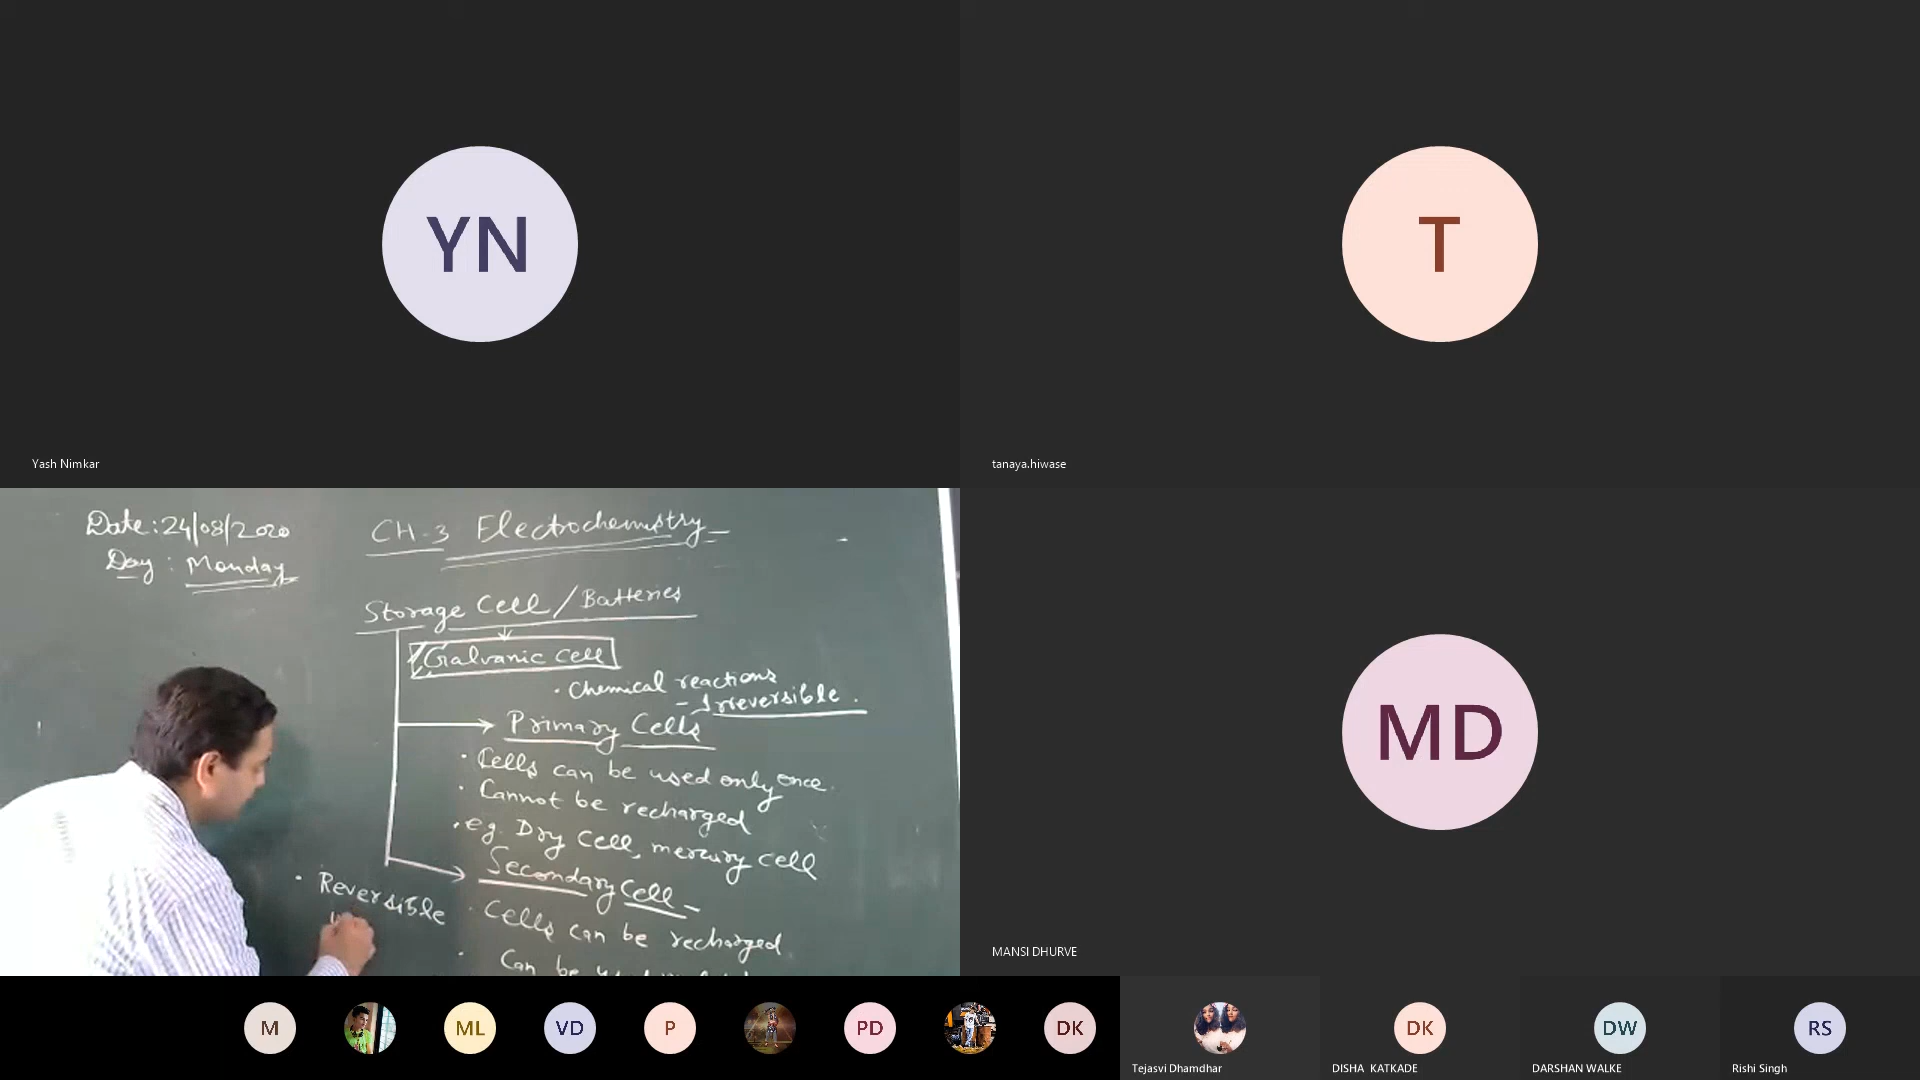 YN
T
Yash Nimkar
tanaya.hiwase
Date: 24/08/2020
Day: Monday
CH-3 Electrochemistry
Storage Cell / Batteries
Galvanic Cell
· Chemical reactions
- Irreversible.
Primary Cells
· Cells can be used only once.
· Cannot be recharged
· eg. Dry Cell, mercury cell
Secondary Cell -
· Reversible
· Cells can be recharged
· Can be
MD
MANSI DHURVE
M
ML
VD
P
PD
DK
DK
DW
RS
Tejasvi Dhamdhar
DISHA KATKADE
DARSHAN WALKE
Rishi Singh